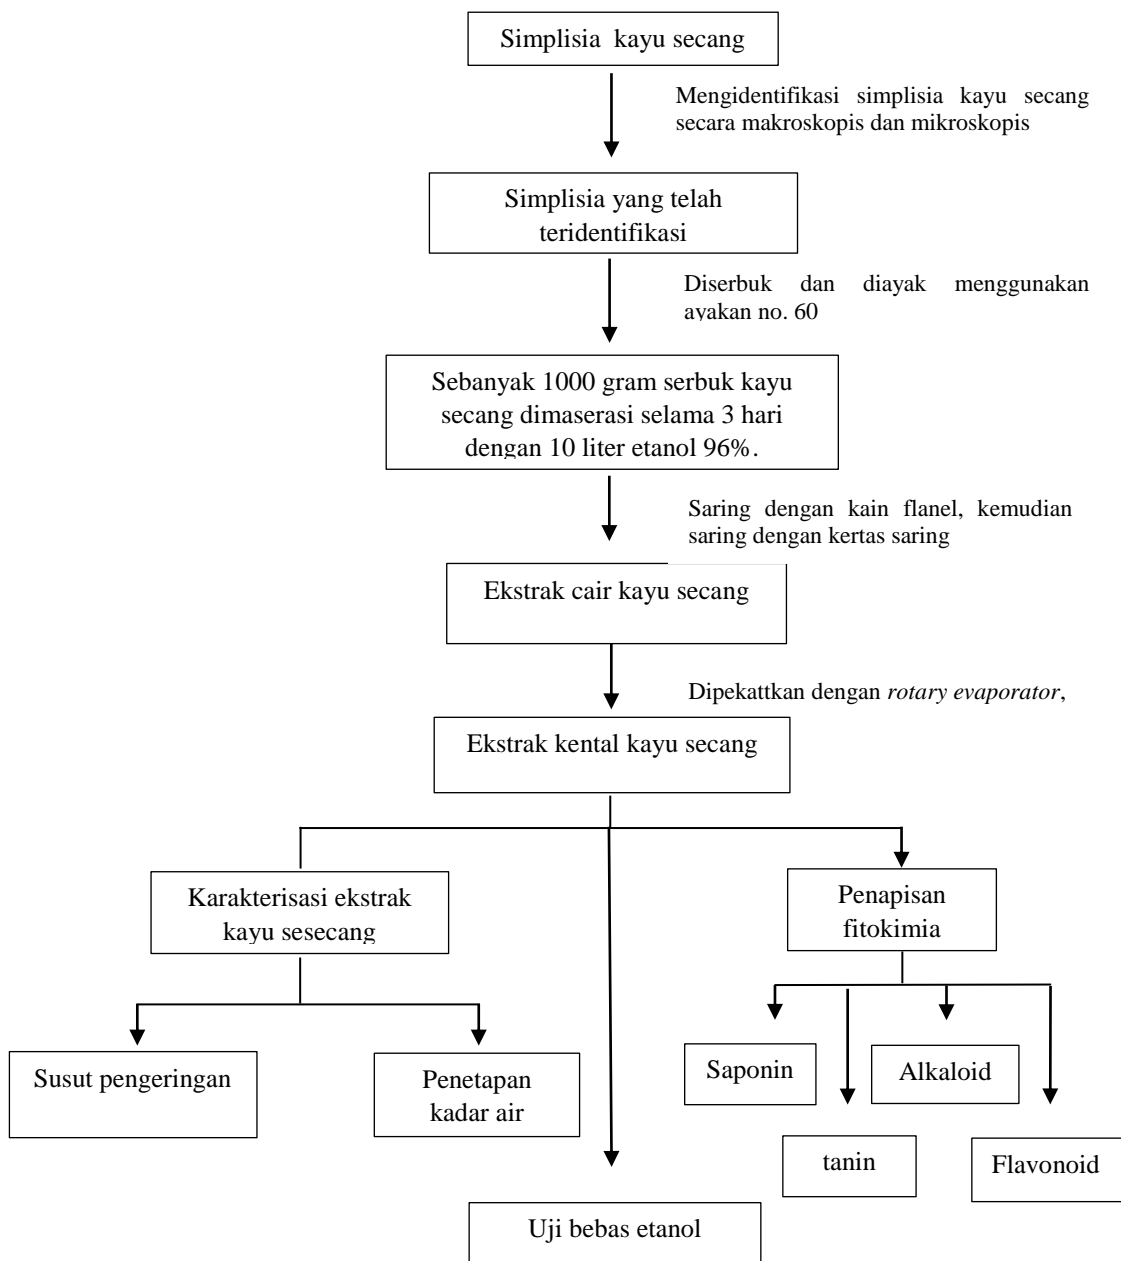 Simplisia kayu secang
Mengidentifikasi simplisia kayu secang
secara makroskopis dan mikroskopis
Simplisia yang telah
teridentifikasi
Diserbuk dan diayak menggunakan
ayakan no. 60
Sebanyak 1000 gram serbuk kayu
secang dimaserasi selama 3 hari
dengan 10 liter etanol 96%.
Saring dengan kain flanel, kemudian
saring dengan kertas saring
Ekstrak cair kayu secang
Dipekattkan dengan rotary evaporator,
Ekstrak kental kayu secang
Karakterisasi ekstrak
kayu sesecang
Penapisan
fitokimia
Susut pengeringan
Penetapan
kadar air
Saponin
Alkaloid
tanin
Flavonoid
Uji bebas etanol